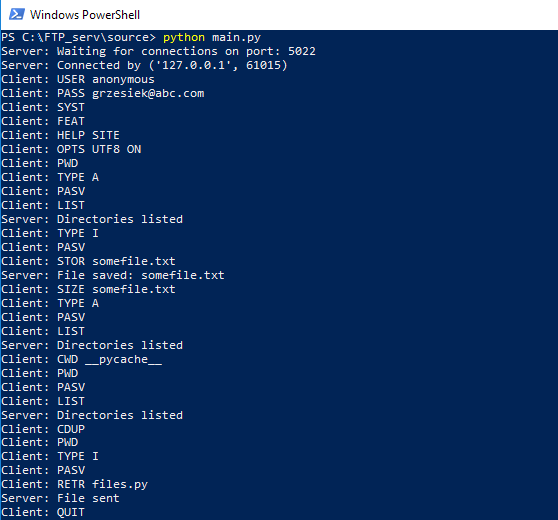 Windows PowerShell
PS C:\FTP_serv\source> python main.py
Server: Waiting for connections on port: 5022
Server: Connected by ('127.0.0.1', 61015)
Client: USER anonymous
Client: PASS grzesiek@abc.com
Client: SYST
Client: FEAT
Client: HELP SITE
Client: OPTS UTF8 ON
Client: PWD
Client: TYPE A
Client: PASV
Client: LIST
Server: Directories listed
Client: TYPE I
Client: PASV
Client: STOR somefile.txt
Server: File saved: somefile.txt
Client: SIZE somefile.txt
Client: TYPE A
Client: PASV
Client: LIST
Server: Directories listed
Client: CWD __pycache__
Client: PWD
Client: PASV
Client: LIST
Server: Directories listed
Client: CDUP
Client: PWD
Client: TYPE I
Client: PASV
Client: RETR files.py
Server: File sent
Client: QUIT